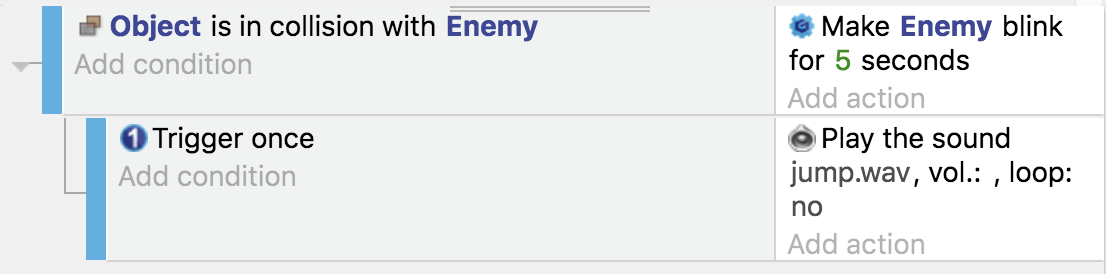 Object is in collision with Enemy
Add condition
Make Enemy blink
for 5 seconds
Add action
1 Trigger once
Add condition
Play the sound
jump.wav, vol.: , loop:
no
Add action